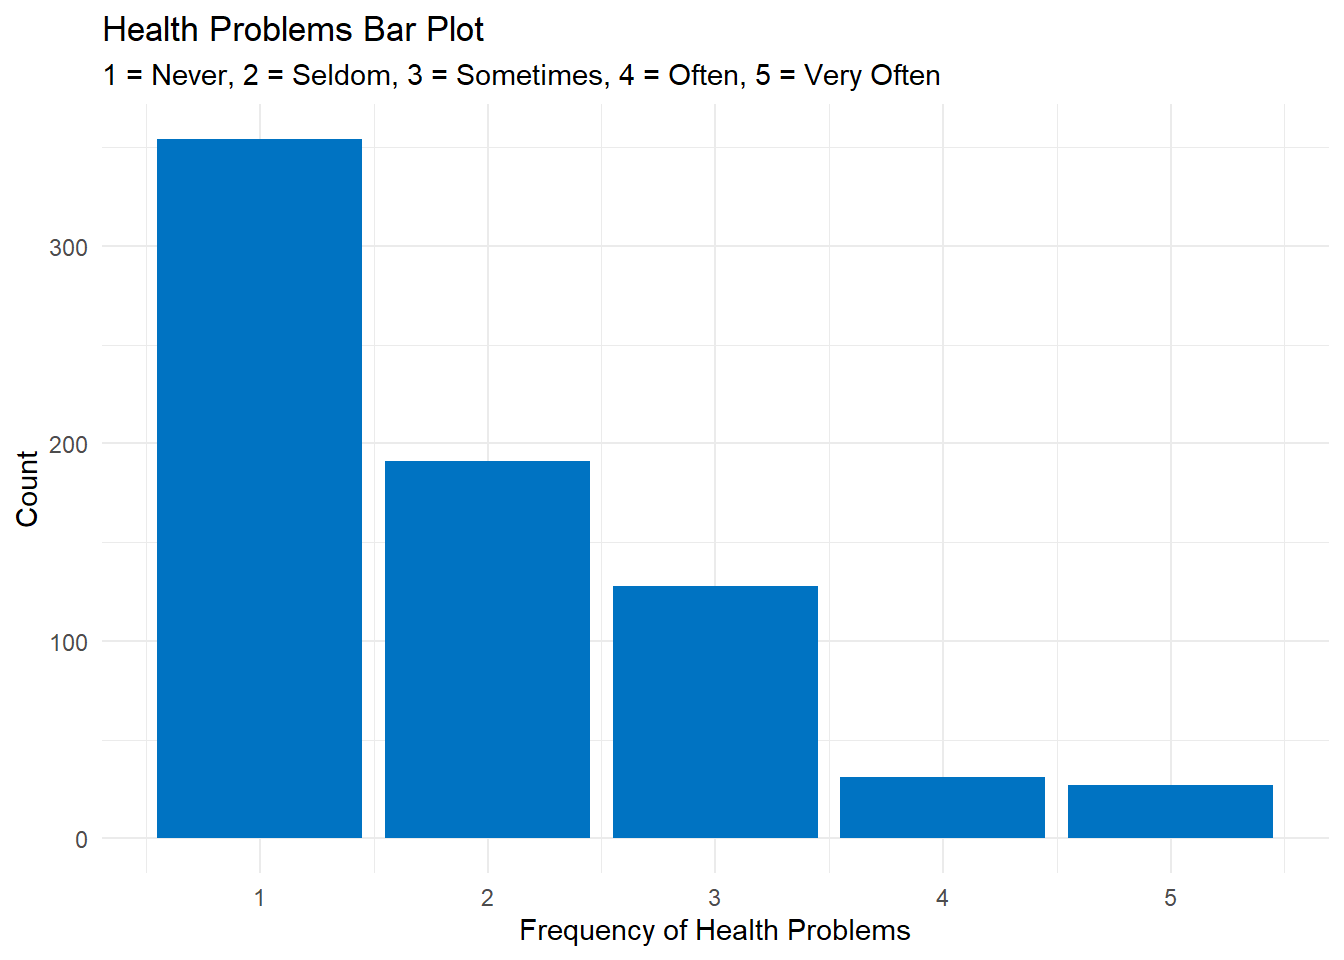 Health Problems Bar Plot
1 = Never, 2 = Seldom, 3 = Sometimes, 4 = Often, 5 = Very Often
Count
300
200
100
0
1 2 3 4 5
Frequency of Health Problems